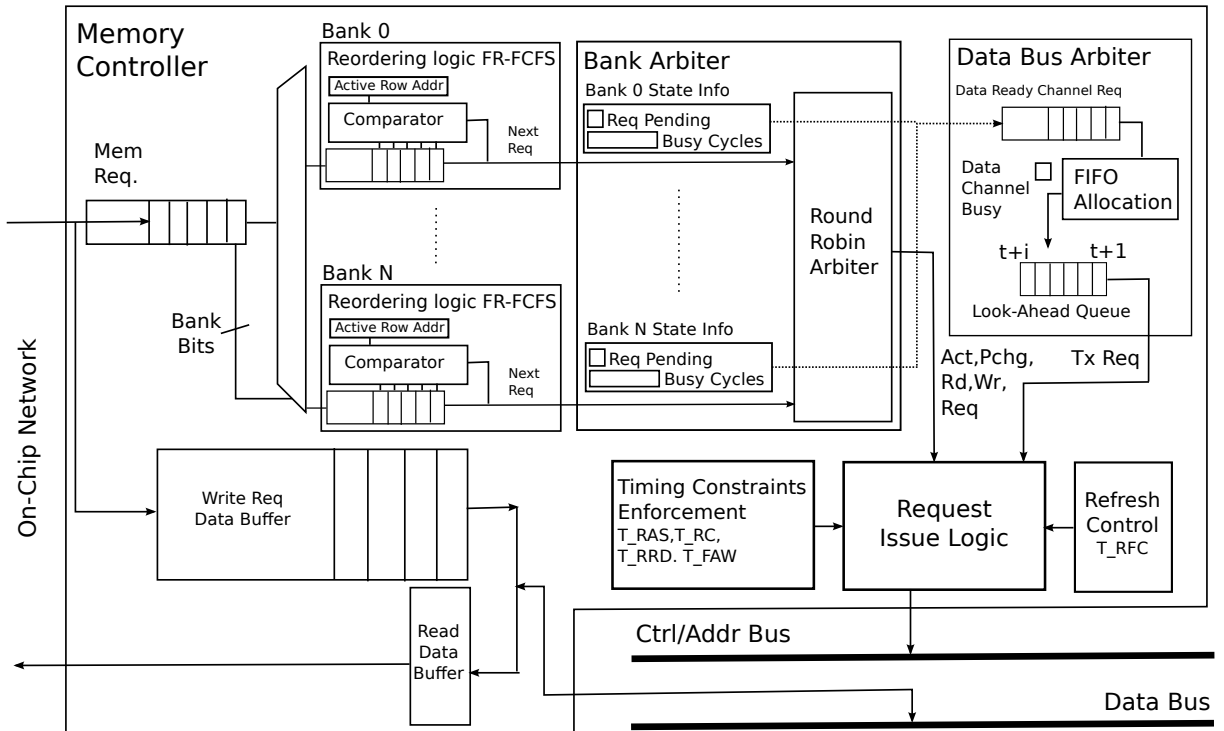 Memory
Controller
Bank 0
Reordering logic FR-FCFS
Active Row Addr
Comparator
Next
Req
Bank Arbiter
Bank 0 State Info
Req Pending
Busy Cycles
Data Bus Arbiter
Data Ready Channel Req
Data
Channel
Busy
FIFO
Allocation
t+i
t+1
Look-Ahead Queue
Mem
Req.
Round
Robin
Arbiter
Bank N
Reordering logic FR-FCFS
Active Row Addr
Comparator
Next
Req
Bank N State Info
Req Pending
Busy Cycles
Bank
Bits
Act,Pchg,
Rd,Wr,
Req
Tx Req
On-Chip Network
Write Req
Data Buffer
Timing Constraints
Enforcement
T_RAS,T_RC,
T_RRD. T_FAW
Request
Issue Logic
Refresh
Control
T_RFC
Read
Data
Buffer
Ctrl/Addr Bus
Data Bus